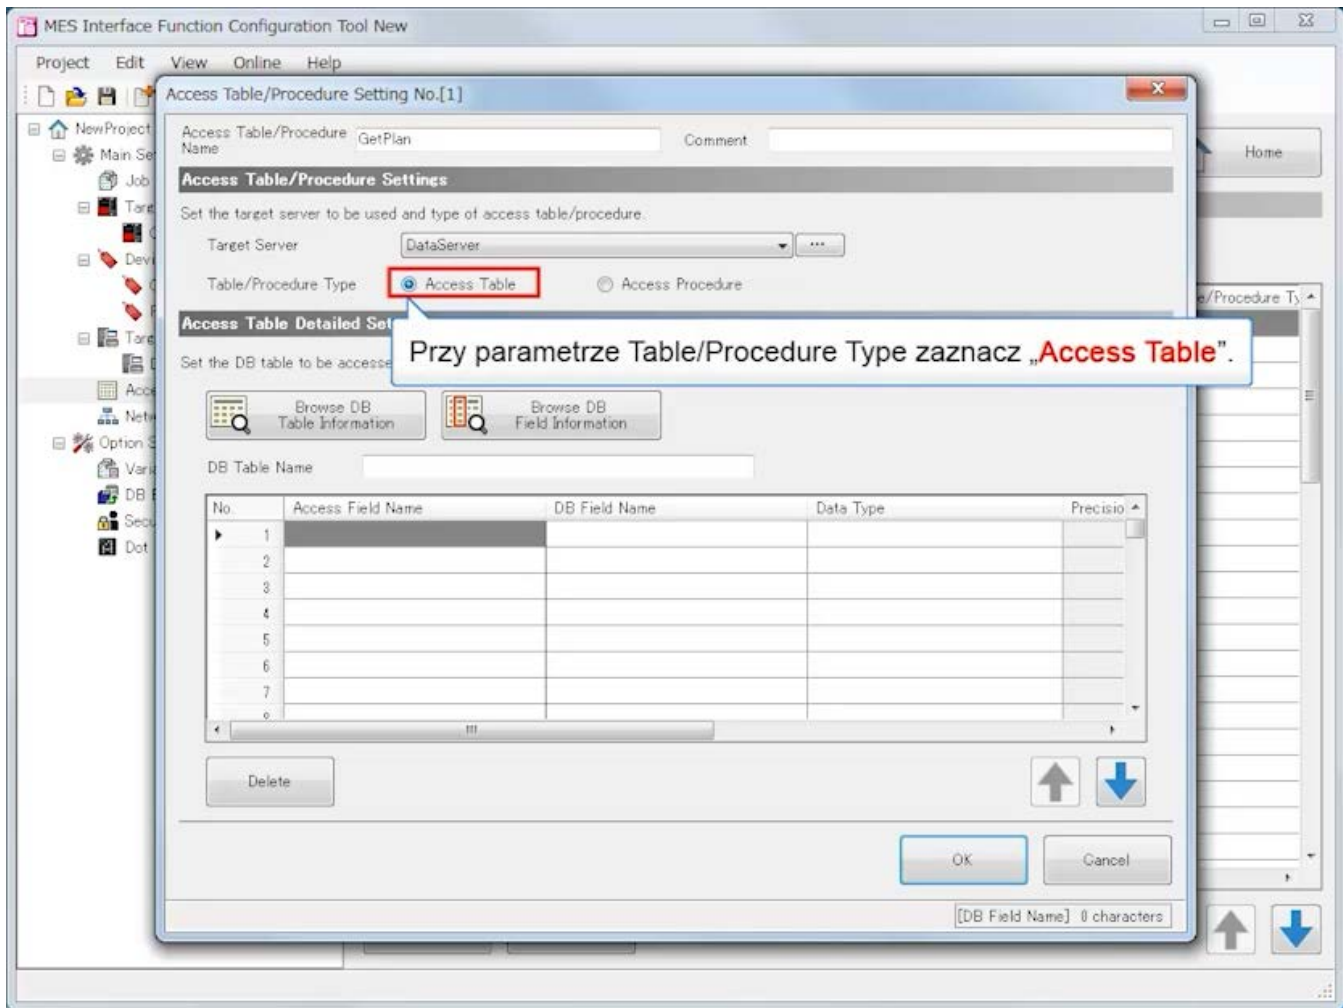 MES Interface Function Configuration Tool New
Project Edit View Online Help
Access Table/Procedure Setting No.[1]
NewProject
Main Se
Job
Targ
Devi
Targ
Acce
Netw
Option S
Vari
DB E
Secu
Dot
Access Table/Procedure
Name
GetPlan
Comment
Home
Access Table/Procedure Settings
Set the target server to be used and type of access table/procedure.
Target Server DataServer ...
Table/Procedure Type Access Table Access Procedure
e/Procedure Ty
Access Table Detailed Set
Przy parametrze Table/Procedure Type zaznacz „Access Table”.
Set the DB table to be accesse
Browse DB
Table Information
Browse DB
Field Information
DB Table Name
No. Access Field Name DB Field Name Data Type Precisio
1
2
3
4
5
6
7
Delete
OK Cancel
[DB Field Name] 0 characters